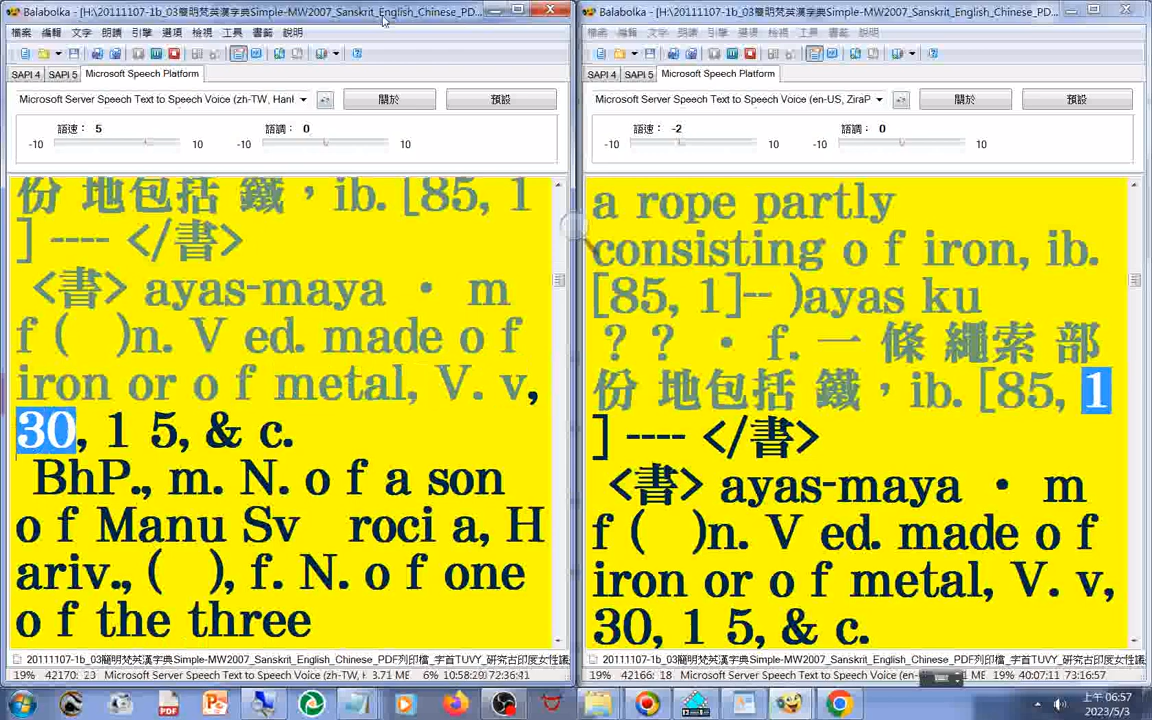 Balabolka - [H:\20111107-1b_03簡明梵英漢字典Simple-MW2007_Sanskrit_English_Chinese_PD...
檔案 編輯 文字 朗讀 引擎 選項 檢視 工具 書籤 說明
SAPI 4 SAPI 5 Microsoft Speech Platform
Microsoft Server Speech Text to Speech Voice (zh-TW, Hanl 關於 預設
語速： 5 語調： 0
-10 10 -10 10
份 地包括 鐵，ib. [85, 1
] ---- </書>
<書> ayas-maya • m
f ( )n. V ed. made o f
iron or o f metal, V. v,
30, 1 5, & c.
BhP., m. N. o f a son
o f Manu Sv roci a, H
ariv., ( ), f. N. o f one
o f the three
20111107-1b_03簡明梵英漢字典Simple-MW2007_Sanskrit_English_Chinese_PDF列印檔_字首TUVY_研究古印度女性議
19% 42170: 23 Microsoft Server Speech Text to Speech Voice (zh-TW, H 3.71 ME 6% 10:58:29/72:36:41
Balabolka - [H:\20111107-1b_03簡明梵英漢字典Simple-MW2007_Sanskrit_English_Chinese_PD...
檔案 編輯 文字 朗讀 引擎 選項 檢視 工具 書籤 說明
SAPI 4 SAPI 5 Microsoft Speech Platform
Microsoft Server Speech Text to Speech Voice (en-US, ZiraP 關於 預設
語速： -2 語調： 0
-10 10 -10 10
a rope partly
consisting o f iron, ib.
[85, 1]-- )ayas ku
? ? • f. 一 條 繩索 部
份 地包括 鐵，ib. [85, 1
] ---- </書>
<書> ayas-maya • m
f ( )n. V ed. made o f
iron or o f metal, V. v,
30, 1 5, & c.
20111107-1b_03簡明梵英漢字典Simple-MW2007_Sanskrit_English_Chinese_PDF列印檔_字首TUVY_研究古印度女性議
19% 42166: 18 Microsoft Server Speech Text to Speech Voice (en-US, Z 3.71 ME 19% 40:07:11/73:16:57
上午 06:57
2023/5/3